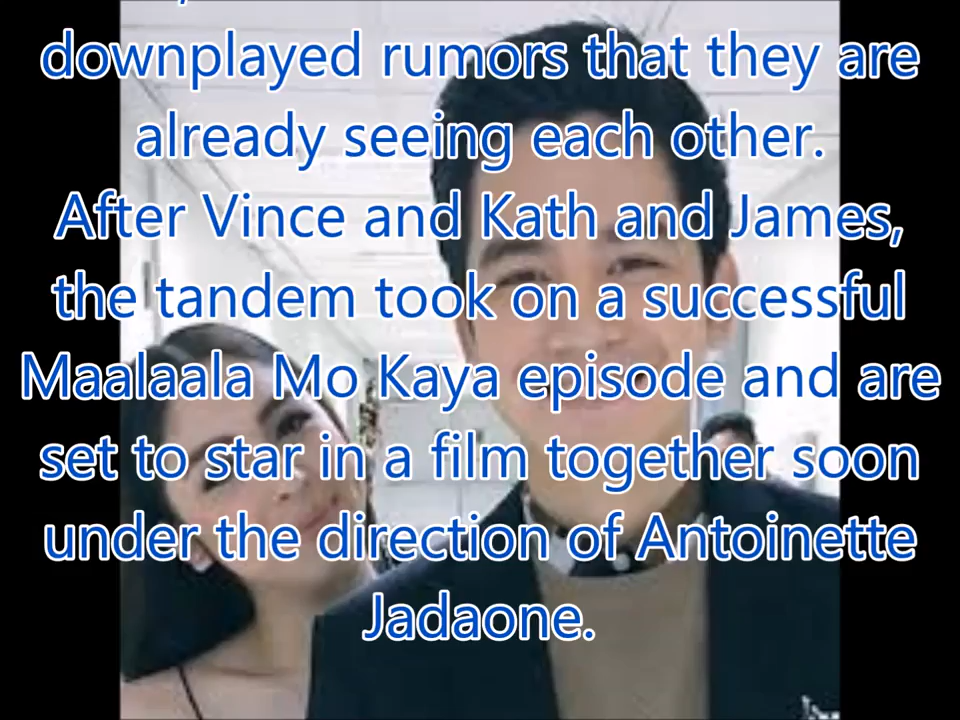 downplayed rumors that they are
already seeing each other.
After Vince and Kath and James,
the tandem took on a successful
Maalaala Mo Kaya episode and are
set to star in a film together soon
under the direction of Antoinette
Jadaone.